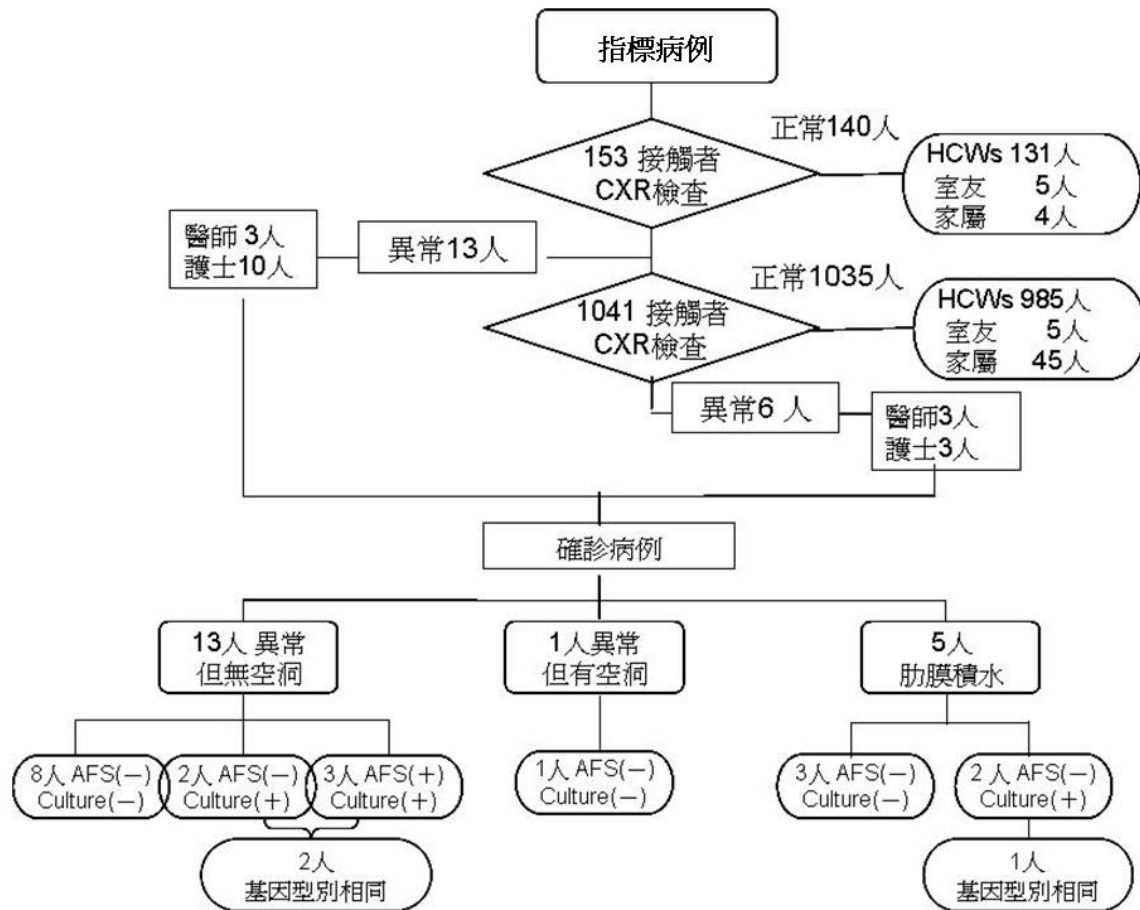 指標病例
正常140人
153 接觸者
CXR檢查
HCWs 131人
室友 5人
家屬 4人
醫師 3人
護士10人
異常13人
正常1035人
1041 接觸者
CXR檢查
HCWs 985人
室友 5人
家屬 45人
異常6 人
醫師3人
護士3人
確診病例
13人 異常
但無空洞
1人異常
但有空洞
5人
肋膜積水
8人 AFS(－)
Culture(－)
2人 AFS(－)
Culture(＋)
3人 AFS(＋)
Culture(＋)
1人 AFS(－)
Culture(－)
3人 AFS(－)
Culture(－)
2 人 AFS(－)
Culture(＋)
2人
基因型別相同
1人
基因型別相同